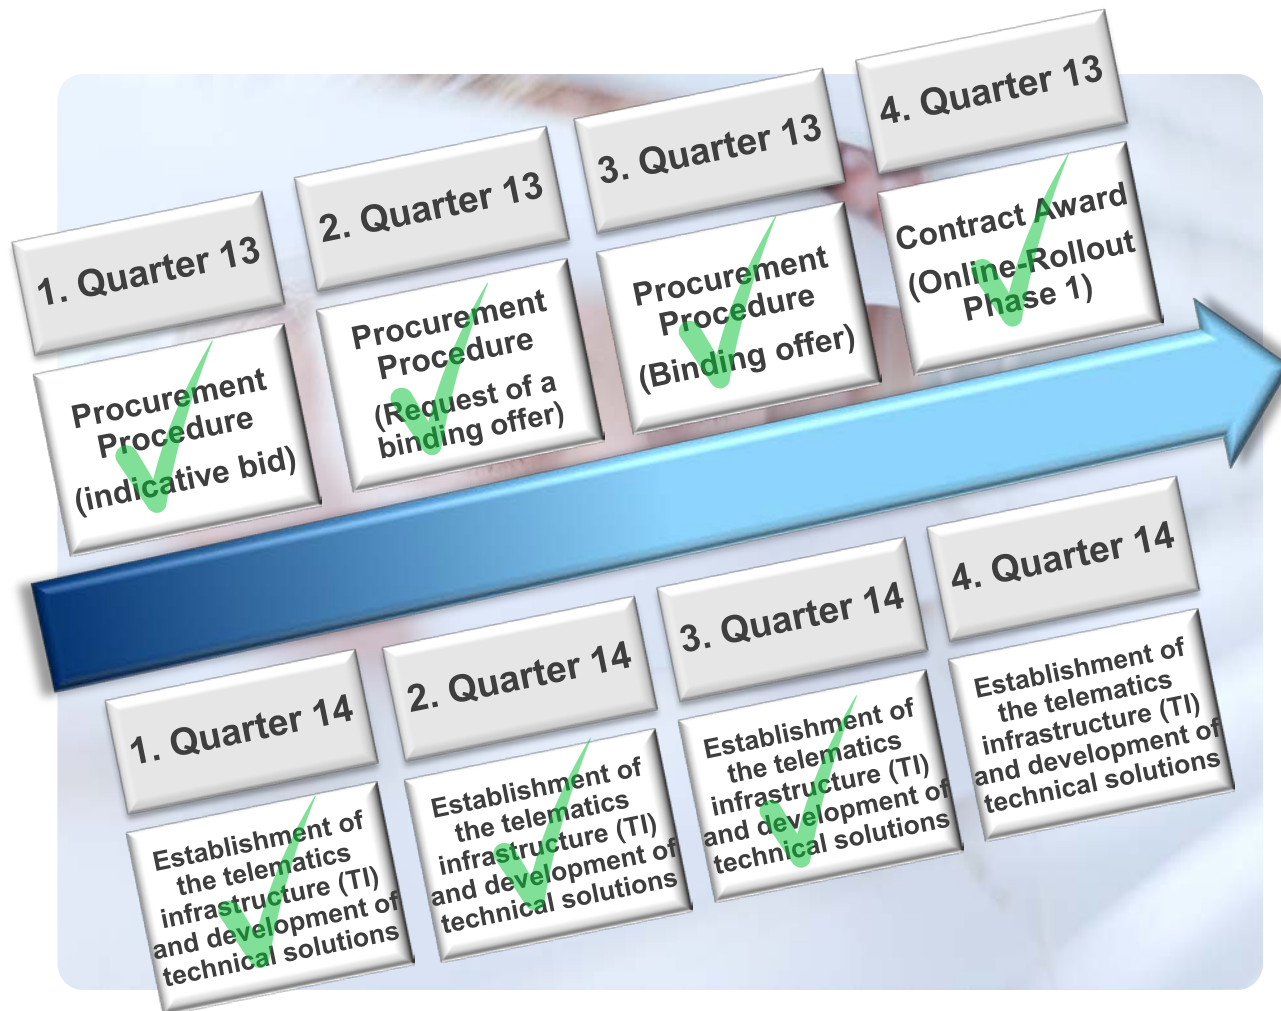 1. Quarter 13
Procurement
Procedure
(indicative bid)
2. Quarter 13
Procurement
Procedure
(Request of a
binding offer)
3. Quarter 13
Procurement
Procedure
(Binding offer)
4. Quarter 13
Contract Award
(Online-Rollout
Phase 1)
1. Quarter 14
Establishment of
the telematics
infrastructure (TI)
and development of
technical solutions
2. Quarter 14
Establishment of
the telematics
infrastructure (TI)
and development of
technical solutions
3. Quarter 14
Establishment of
the telematics
infrastructure (TI)
and development of
technical solutions
4. Quarter 14
Establishment of
the telematics
infrastructure (TI)
and development of
technical solutions